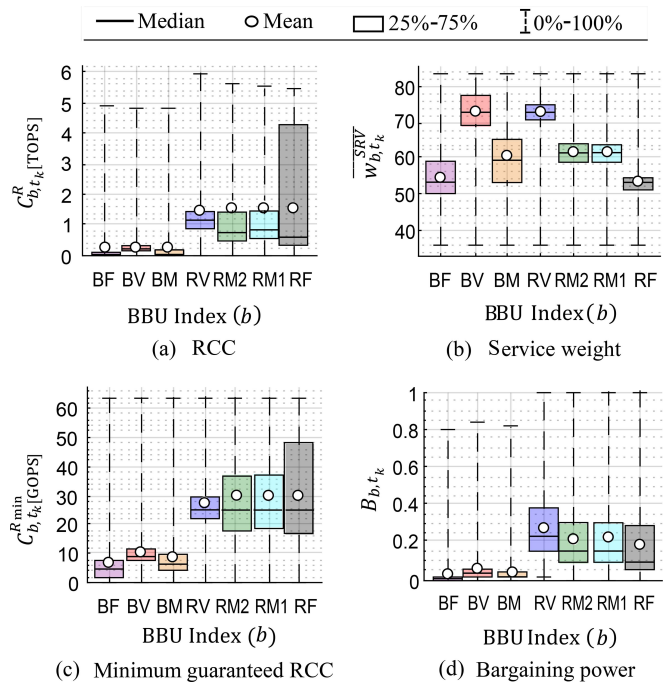 Median Mean 25%-75% 0%-100%
6
5
4
3
2
1
0
C^R_{b,t_k}[TOPS]
BF BV BM RV RM2 RM1 RF
BBU Index (b)
(a) RCC
80
70
60
50
40
\overline{w^{SRV}_{b,t_k}}
BF BV BM RV RM2 RM1 RF
BBU Index(b)
(b) Service weight
60
50
40
30
20
10
0
C^{R min}_{b,t_k}[GOPS]
BF BV BM RV RM2 RM1 RF
BBU Index (b)
(c) Minimum guaranteed RCC
1
0.8
0.6
0.4
0.2
0
B_{b,t_k}
BF BV BM RV RM2 RM1 RF
BBU Index (b)
(d) Bargaining power